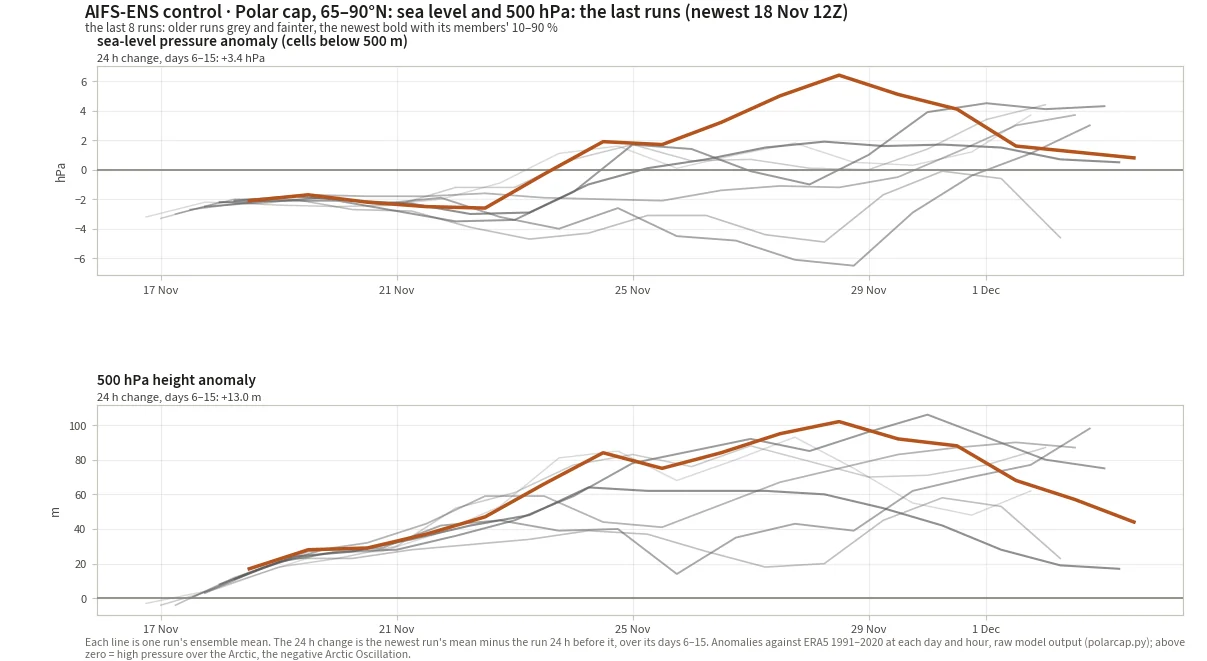 AIFS-ENS control · Polar cap, 65–90°N: sea level and 500 hPa: the last runs (newest 18 Nov 12Z)
the last 8 runs: older runs grey and fainter, the newest bold with its members' 10–90 %
sea-level pressure anomaly (cells below 500 m)
24 h change, days 6–15: +3.4 hPa
6
4
2
0
−2
−4
−6
hPa
17 Nov
21 Nov
25 Nov
29 Nov
1 Dec
500 hPa height anomaly
24 h change, days 6–15: +13.0 m
100
80
60
40
20
0
m
17 Nov
21 Nov
25 Nov
29 Nov
1 Dec
Each line is one run's ensemble mean. The 24 h change is the newest run's mean minus the run 24 h before it, over its days 6–15. Anomalies against ERA5 1991–2020 at each day and hour, raw model output (polarcap.py); above
zero = high pressure over the Arctic, the negative Arctic Oscillation.